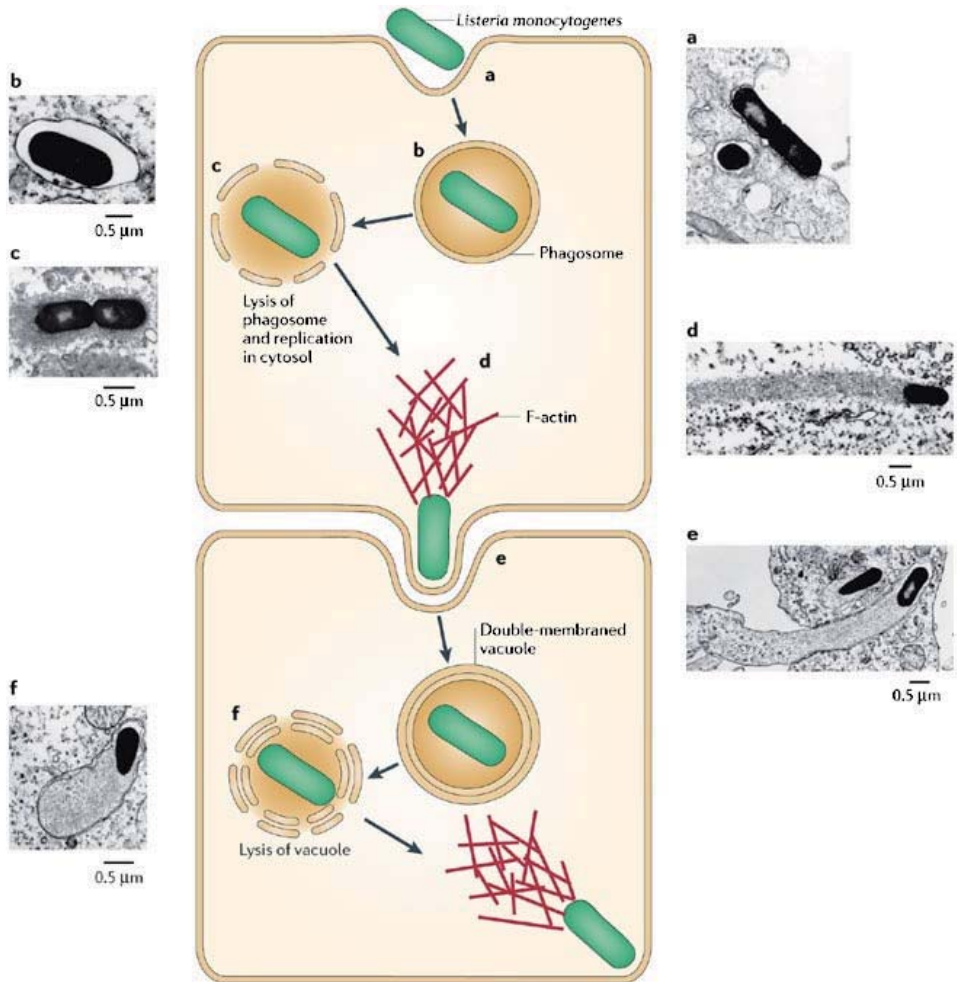 Listeria monocytogenes
a
a
b
b
0.5 µm
c
Phagosome
c
Lysis of
phagosome
and replication
in cytosol
0.5 µm
d
d
F-actin
0.5 µm
e
e
Double-membraned
vacuole
0.5 µm
f
f
Lysis of vacuole
0.5 µm